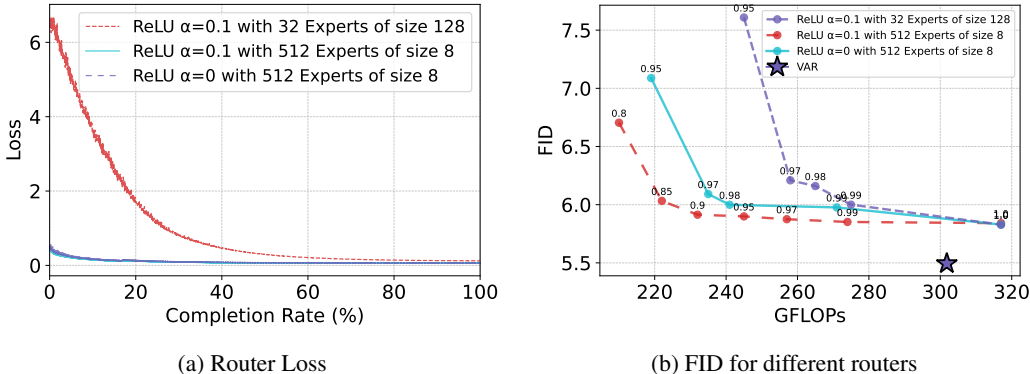 ReLU α=0.1 with 32 Experts of size 128
ReLU α=0.1 with 512 Experts of size 8
ReLU α=0 with 512 Experts of size 8
Loss
6
4
2
0
0 20 40 60 80 100
Completion Rate (%)
(a) Router Loss
ReLU α=0.1 with 32 Experts of size 128
ReLU α=0.1 with 512 Experts of size 8
ReLU α=0 with 512 Experts of size 8
VAR
FID
7.5
7.0
6.5
6.0
5.5
0.95
0.97
0.98
0.99
1.0
0.8
0.85
0.9
0.95
0.97
0.99
1.0
0.95
0.97
0.98
0.99
1.0
220 240 260 280 300 320
GFLOPs
(b) FID for different routers